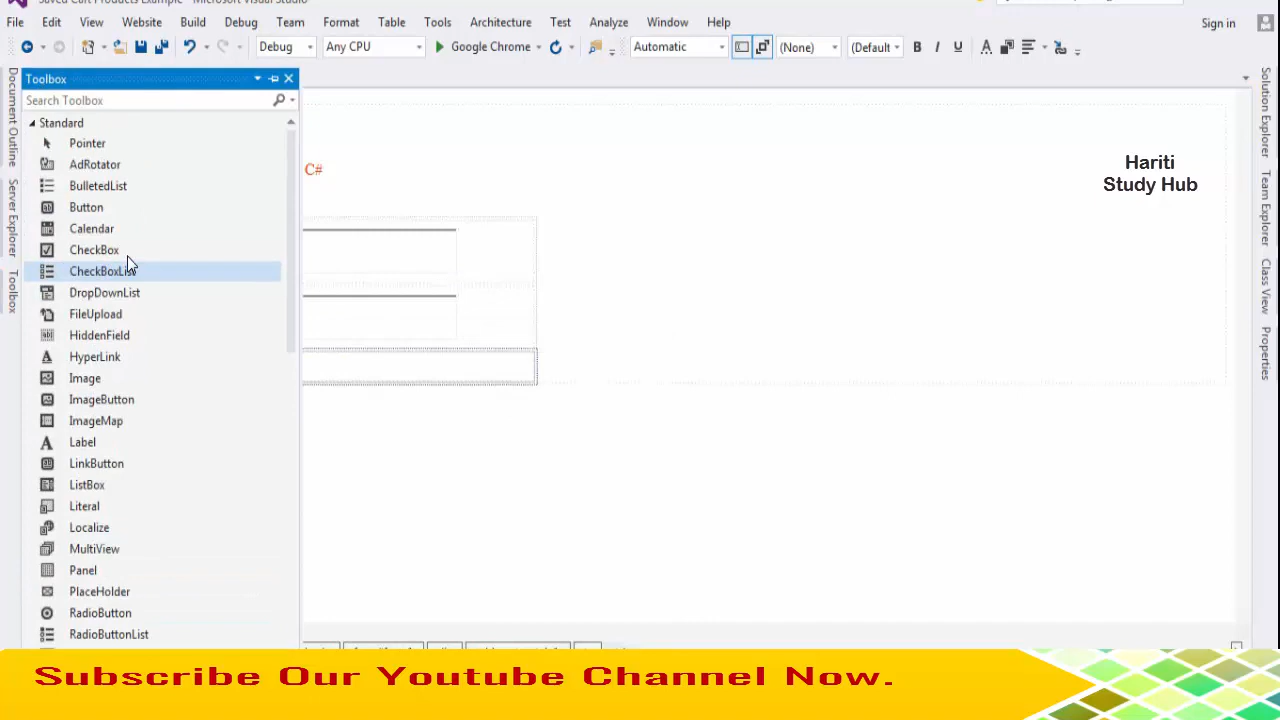 Saved Cart Products Example - Microsoft Visual Studio
File Edit View Website Build Debug Team Format Table Tools Architecture Test Analyze Window Help Sign in
Debug Any CPU Google Chrome Automatic (None) (Default B I U A
Toolbox
Search Toolbox
Standard
Pointer
AdRotator
BulletedList
Button
Calendar
CheckBox
CheckBoxList
DropDownList
FileUpload
HiddenField
HyperLink
Image
ImageButton
ImageMap
Label
LinkButton
ListBox
Literal
Localize
MultiView
Panel
PlaceHolder
RadioButton
RadioButtonList
Document Outline
Server Explorer
Toolbox
C#
Hariti
Study Hub
Solution Explorer
Team Explorer
Class View
Properties
Subscribe Our Youtube Channel Now.